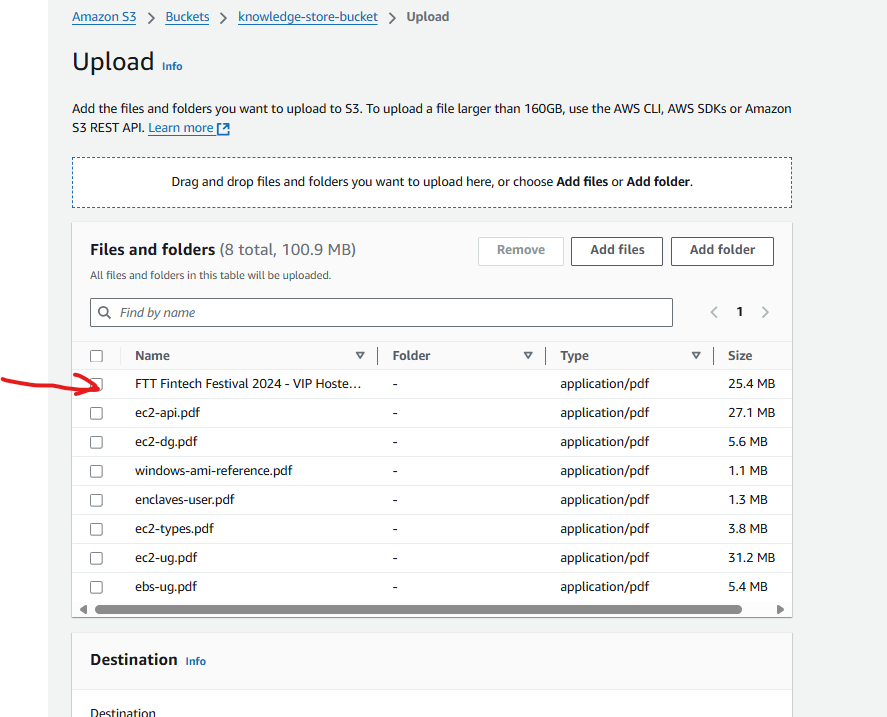 Amazon S3 > Buckets > knowledge-store-bucket > Upload
Upload Info
Add the files and folders you want to upload to S3. To upload a file larger than 160GB, use the AWS CLI, AWS SDKs or Amazon
S3 REST API. Learn more
Drag and drop files and folders you want to upload here, or choose Add files or Add folder.
Files and folders (8 total, 100.9 MB)
Remove Add files Add folder
All files and folders in this table will be uploaded.
Find by name
1
Name Folder Type Size
FTT Fintech Festival 2024 - VIP Hoste... - application/pdf 25.4 MB
ec2-api.pdf - application/pdf 27.1 MB
ec2-dg.pdf - application/pdf 5.6 MB
windows-ami-reference.pdf - application/pdf 1.1 MB
enclaves-user.pdf - application/pdf 1.3 MB
ec2-types.pdf - application/pdf 3.8 MB
ec2-ug.pdf - application/pdf 31.2 MB
ebs-ug.pdf - application/pdf 5.4 MB
Destination Info
Destination